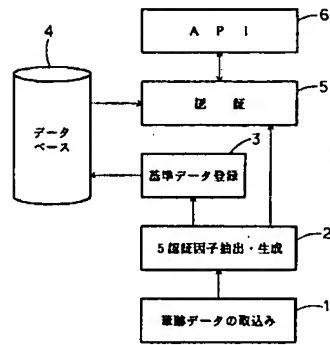 4
6
A P I
5
認 証
データ
ベース
3
基準データ登録
2
5認証因子抽出・生成
1
筆跡データの取込み